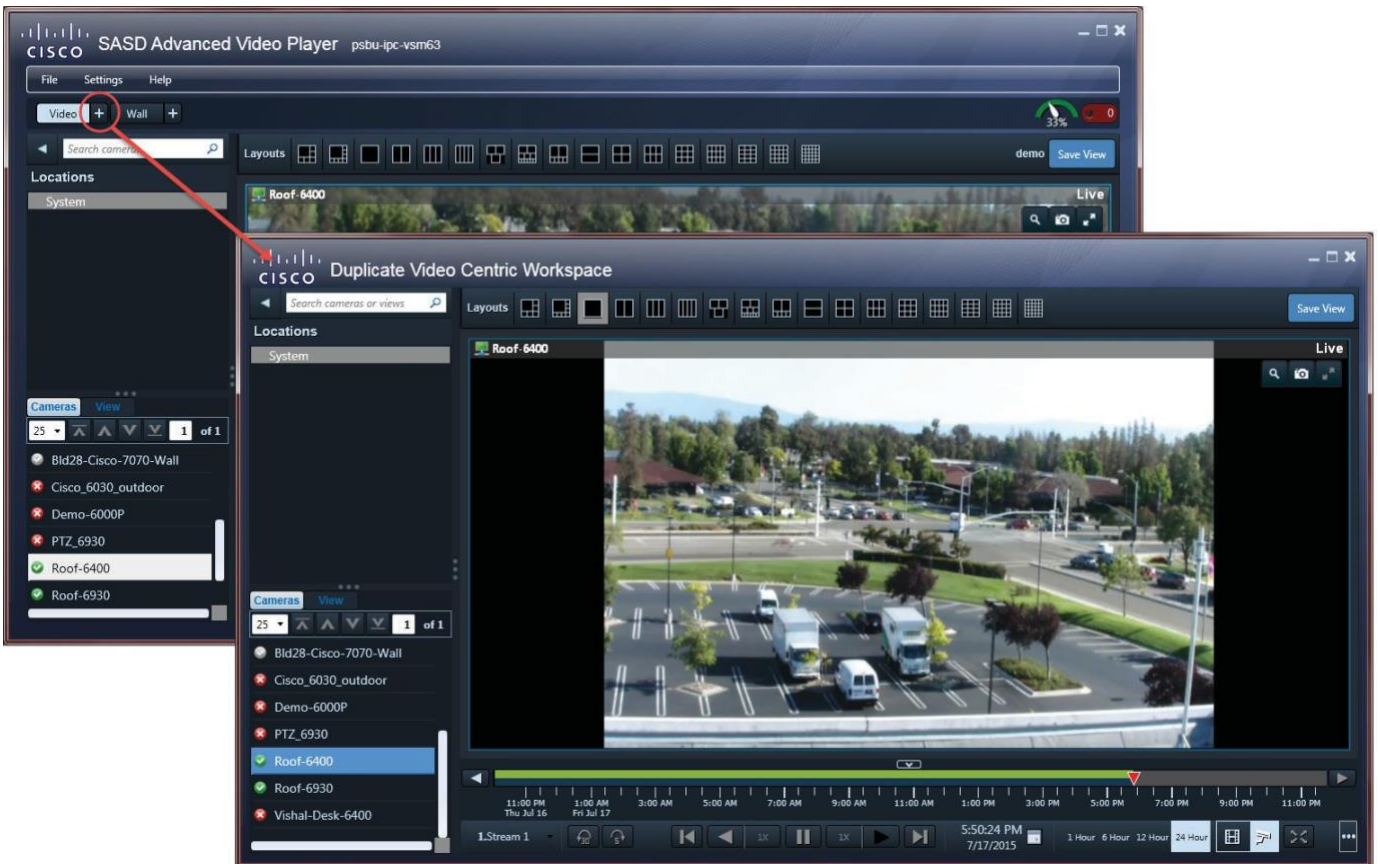 CISCO SASD Advanced Video Player psbu-ipc-vsm63
File Settings Help
Video + Wall +
33% 0
Search camera
Layouts
demo Save View
Locations
System
Roof-6400 Live
Cameras View
25 1 of 1
Bld28-Cisco-7070-Wall
Cisco_6030_outdoor
Demo-6000P
PTZ_6930
Roof-6400
Roof-6930
CISCO Duplicate Video Centric Workspace
Search cameras or views
Layouts
Save View
Locations
System
Roof-6400 Live
Cameras View
25 1 of 1
Bld28-Cisco-7070-Wall
Cisco_6030_outdoor
Demo-6000P
PTZ_6930
Roof-6400
Roof-6930
Vishal-Desk-6400
11:00 PM 1:00 AM 3:00 AM 5:00 AM 7:00 AM 9:00 AM 11:00 AM 1:00 PM 3:00 PM 5:00 PM 7:00 PM 9:00 PM 11:00 PM
Thu Jul 16 Fri Jul 17
1.Stream 1 1X 1X 5:50:24 PM 1 Hour 6 Hour 12 Hour 24 Hour
7/17/2015